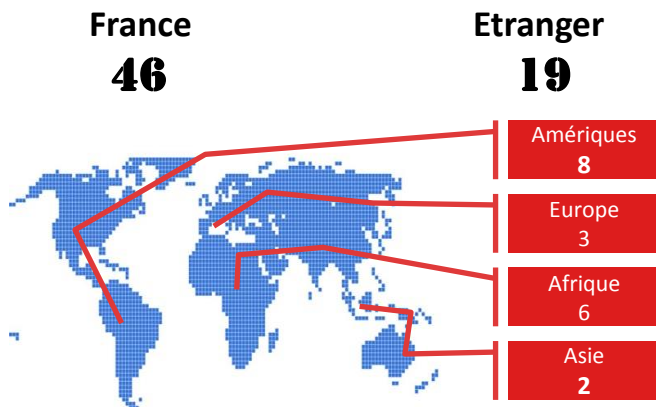 France
46
Etranger
19
Amériques
8
Europe
3
Afrique
6
Asie
2